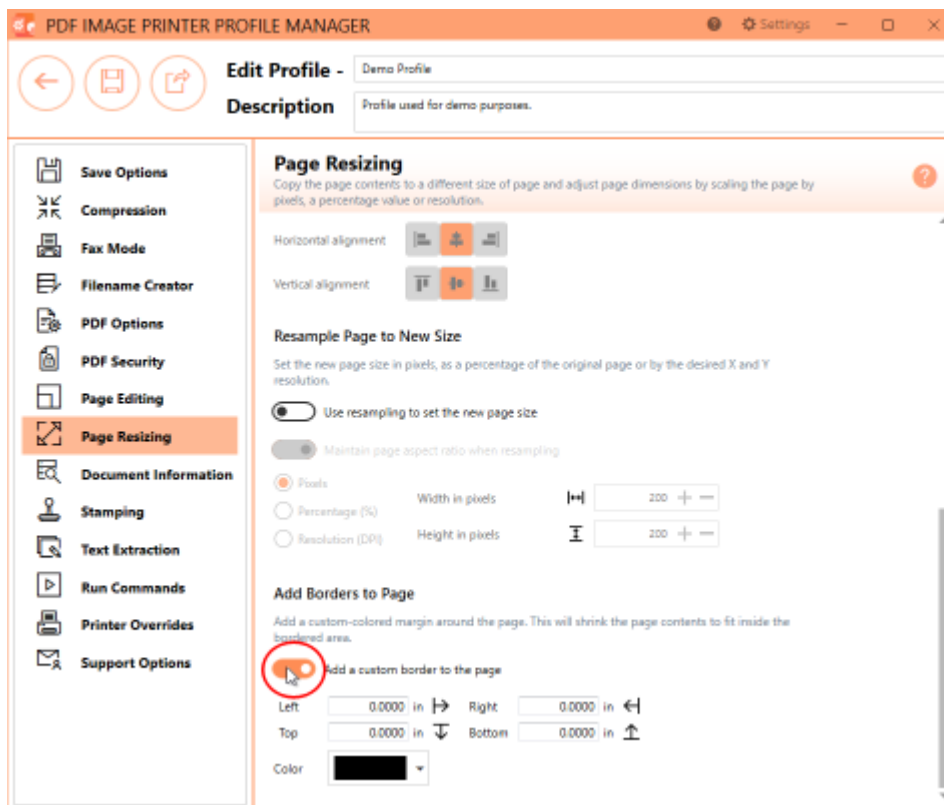 PDF IMAGE PRINTER PROFILE MANAGER
Settings
Edit Profile - Demo Profile
Description Profile used for demo purposes.
Save Options
Compression
Fax Mode
Filename Creator
PDF Options
PDF Security
Page Editing
Page Resizing
Document Information
Stamping
Text Extraction
Run Commands
Printer Overrides
Support Options
Page Resizing
Copy the page contents to a different size of page and adjust page dimensions by scaling the page by
pixels, a percentage value or resolution.
Horizontal alignment
Vertical alignment
Resample Page to New Size
Set the new page size in pixels, as a percentage of the original page or by the desired X and Y
resolution.
Use resampling to set the new page size
Maintain page aspect ratio when resampling
Pixels
Percentage (%)
Resolution (DPI)
Width in pixels 200
Height in pixels 200
Add Borders to Page
Add a custom-colored margin around the page. This will shrink the page contents to fit inside the
bordered area.
Add a custom border to the page
Left 0.0000 in Right 0.0000 in
Top 0.0000 in Bottom 0.0000 in
Color